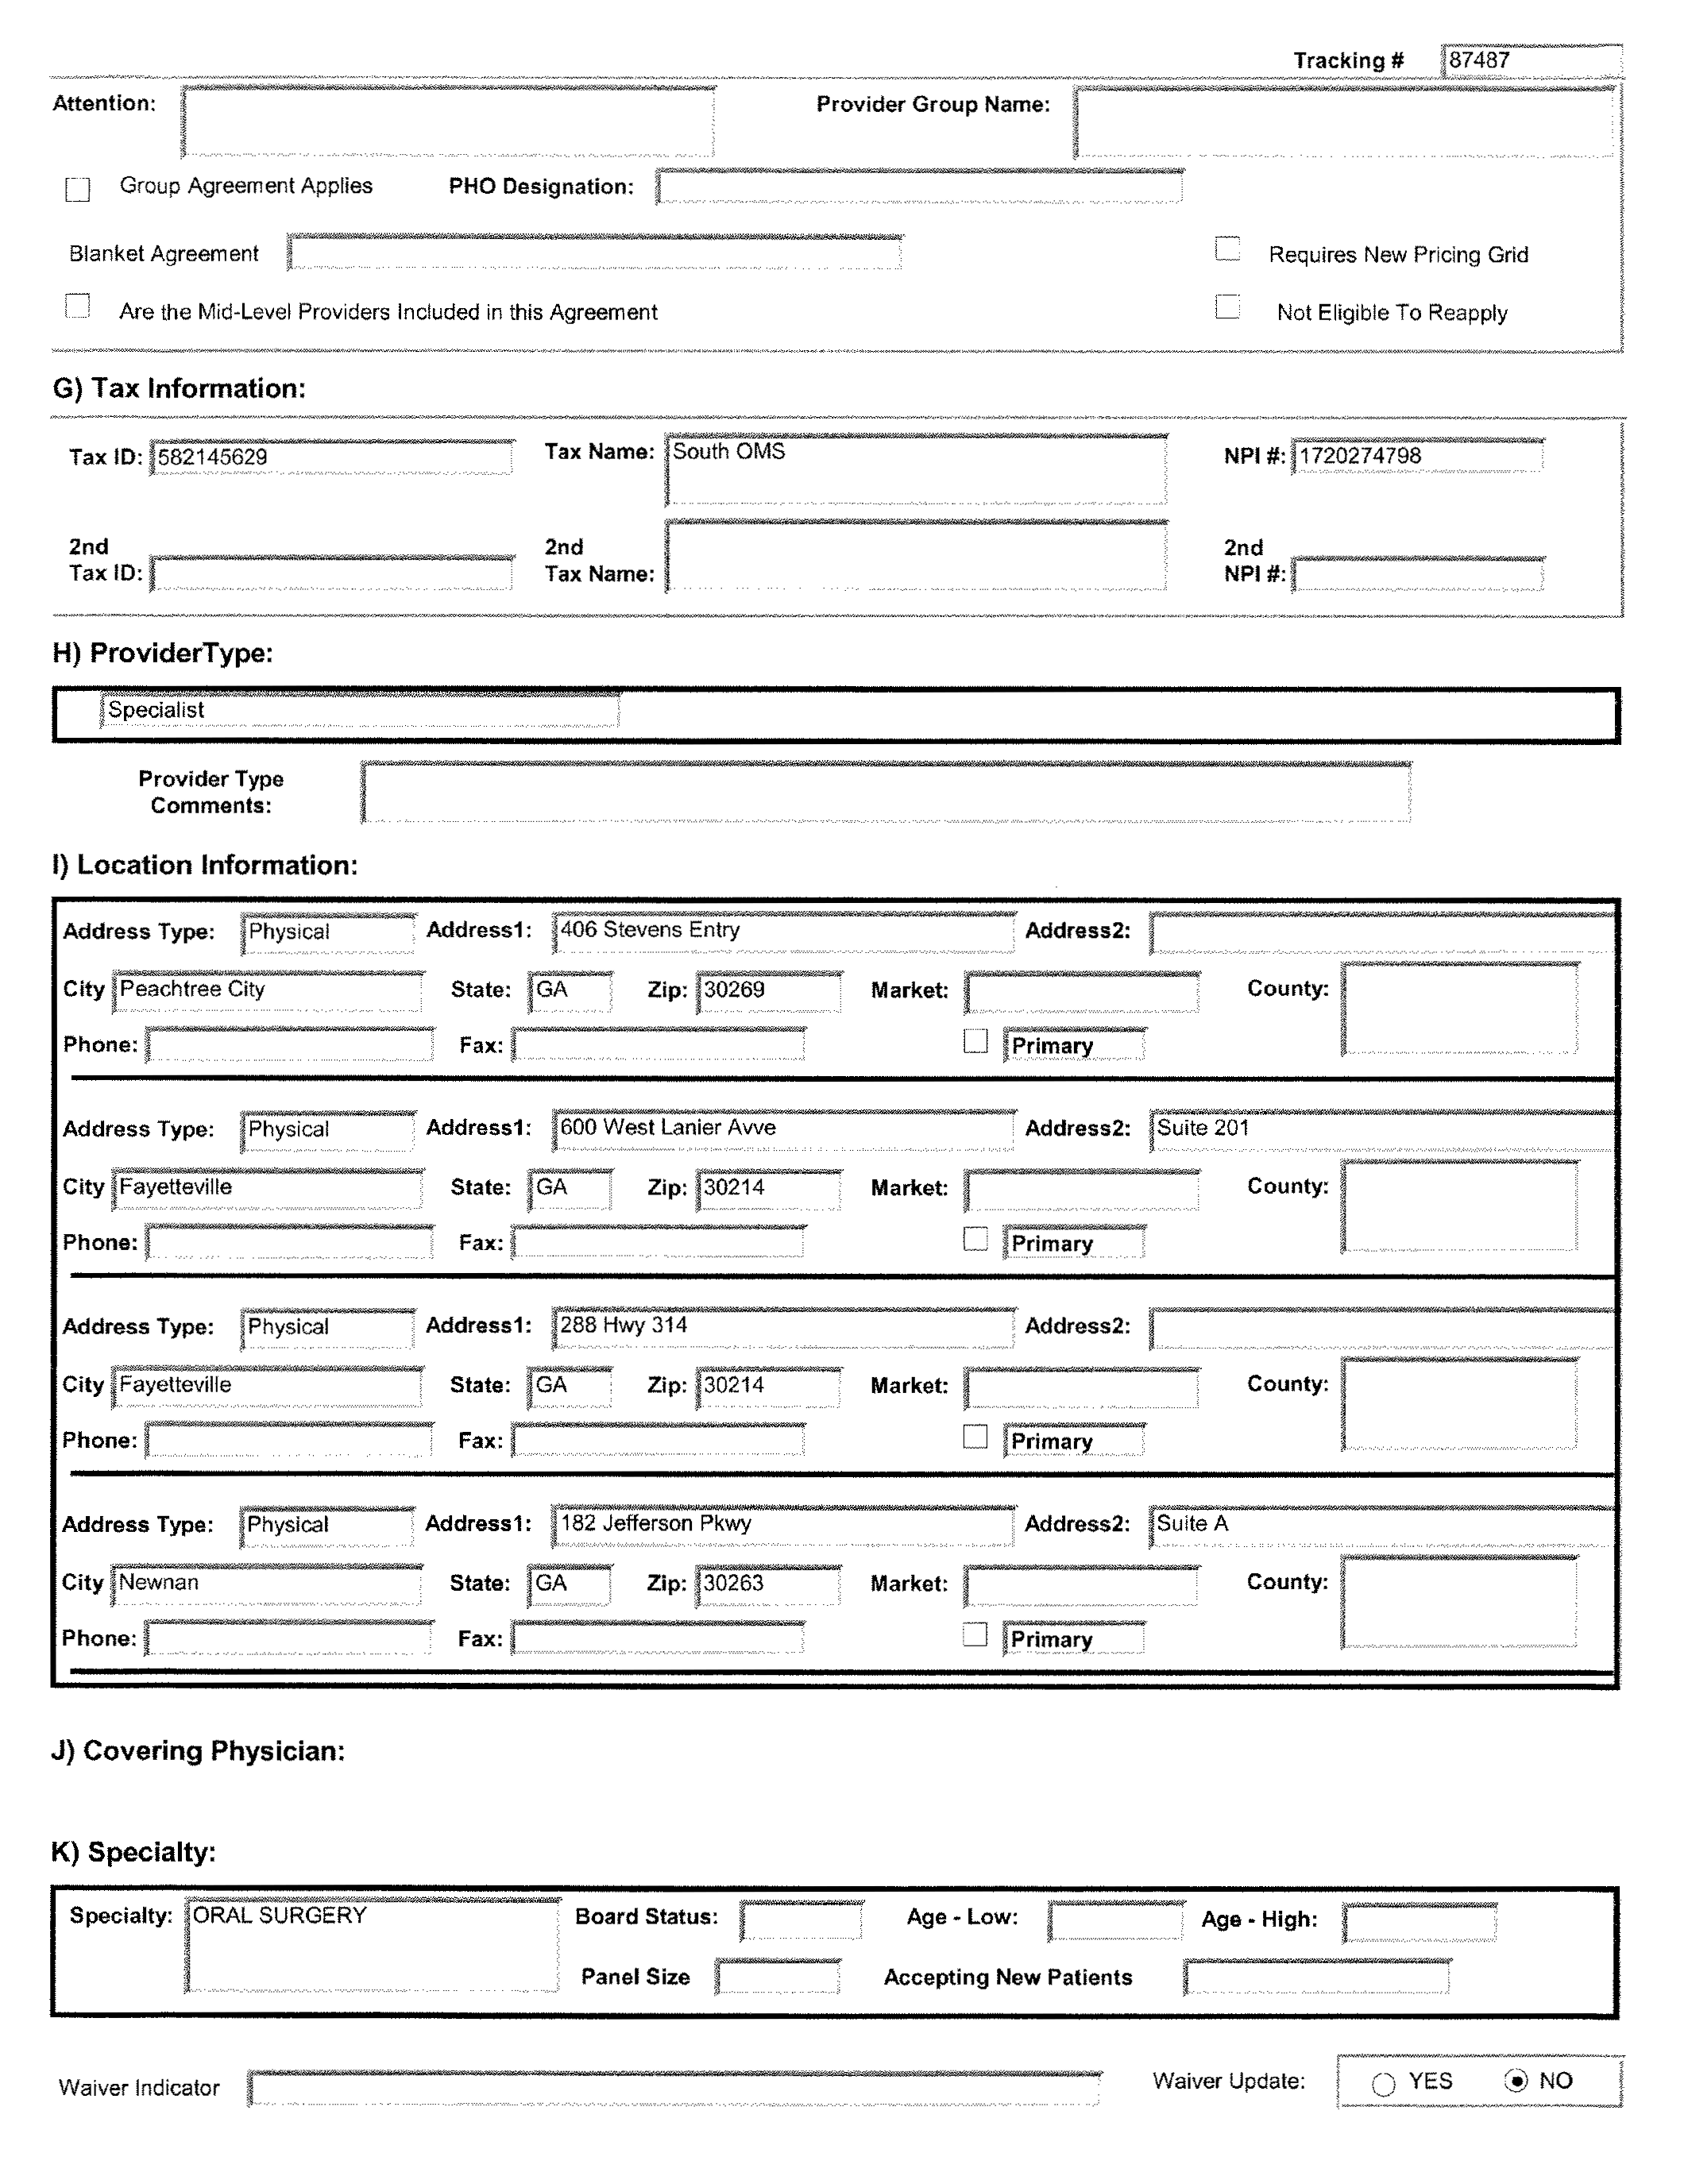 Tracking # 87487
Attention: Provider Group Name:
Group Agreement Applies PHO Designation:
Blanket Agreement Requires New Pricing Grid
Are the Mid-Level Providers Included in this Agreement Not Eligible To Reapply
G) Tax Information:
Tax ID: 582145629 Tax Name: South OMS NPI #: 1720274798
2nd 2nd 2nd
Tax ID: Tax Name: NPI #:
H) ProviderType:
Specialist
Provider Type
Comments:
I) Location Information:
Address Type: Physical Address1: 406 Stevens Entry Address2:
City Peachtree City State: GA Zip: 30269 Market: County:
Phone: Fax: Primary
Address Type: Physical Address1: 600 West Lanier Avve Address2: Suite 201
City Fayetteville State: GA Zip: 30214 Market: County:
Phone: Fax: Primary
Address Type: Physical Address1: 288 Hwy 314 Address2:
City Fayetteville State: GA Zip: 30214 Market: County:
Phone: Fax: Primary
Address Type: Physical Address1: 182 Jefferson Pkwy Address2: Suite A
City Newnan State: GA Zip: 30263 Market: County:
Phone: Fax: Primary
J) Covering Physician:
K) Specialty:
Specialty: ORAL SURGERY Board Status: Age - Low: Age - High:
Panel Size Accepting New Patients
Waiver Indicator Waiver Update: YES NO